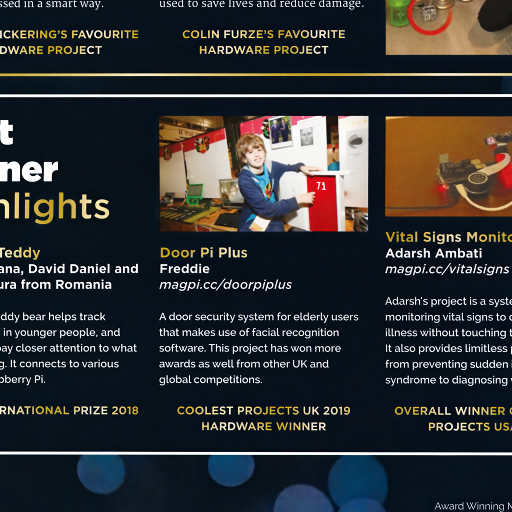 ssed in a smart way.
ICKERING'S FAVOURITE
DWARE PROJECT
used to save lives and reduce damage.
COLIN FURZE'S FAVOURITE
HARDWARE PROJECT
t
ner
hlights
Teddy
ana, David Daniel and
ura from Romania
ddy bear helps track
in younger people, and
pay closer attention to what
g. It connects to various
pberry Pi.
RNATIONAL PRIZE 2018
71
Door Pi Plus
Freddie
magpi.cc/doorpiplus
A door security system for elderly users
that makes use of facial recognition
software. This project has won more
awards as well from other UK and
global competitions.
COOLEST PROJECTS UK 2019
HARDWARE WINNER
Vital Signs Monito
Adarsh Ambati
magpi.cc/vitalsigns
Adarsh's project is a syste
monitoring vital signs to d
illness without touching t
It also provides limitless p
from preventing sudden i
syndrome to diagnosing
OVERALL WINNER
PROJECTS USA
Award Winning M